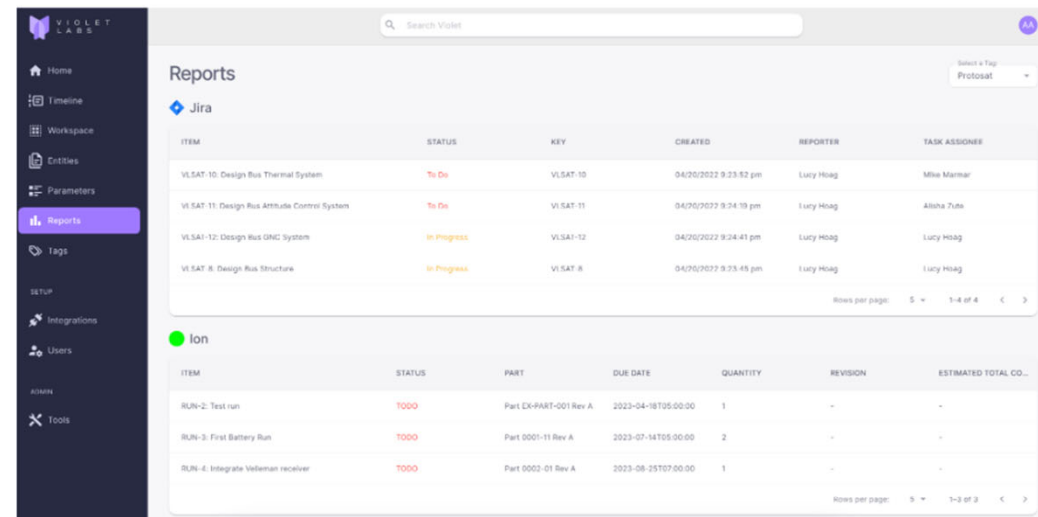 VIOLET
LABS
Search Violet
AA
Home
Timeline
Workspace
Entities
Parameters
Reports
Tags
SETUP
Integrations
Users
ADMIN
Tools
Reports
Select a Tag
Protosat
Jira
ITEM STATUS KEY CREATED REPORTER TASK ASSIGNEE
VLSAT-10: Design Bus Thermal System To Do VLSAT-10 04/20/2022 9:23:52 pm Lucy Hoag Mike Marmar
VLSAT-11: Design Bus Attitude Control System To Do VLSAT-11 04/20/2022 9:24:19 pm Lucy Hoag Alisha
VLSAT-12: Design Bus GNC System In Progress VLSAT-12 04/20/2022 9:24:41 pm Lucy Hoag Lucy Hoag
VLSAT-8: Design Bus Structure In Progress VLSAT-8 04/20/2022 9:23:45 pm Lucy Hoag Lucy Hoag
Rows per page: 5 1-4 of 4
Ion
ITEM STATUS PART DUE DATE QUANTITY REVISION ESTIMATED TOTAL CO...
RUN-2: Test run TODO Part EX-PART-001 Rev A 2023-04-18T05:00:00 1 - -
RUN-3: First Battery Run TODO Part 0001-11 Rev A 2023-07-14T05:00:00 2 - -
RUN-4: Integrate Velleman receiver TODO Part 0002-01 Rev A 2023-08-25T07:00:00 1 - -
Rows per page: 5 1-3 of 3